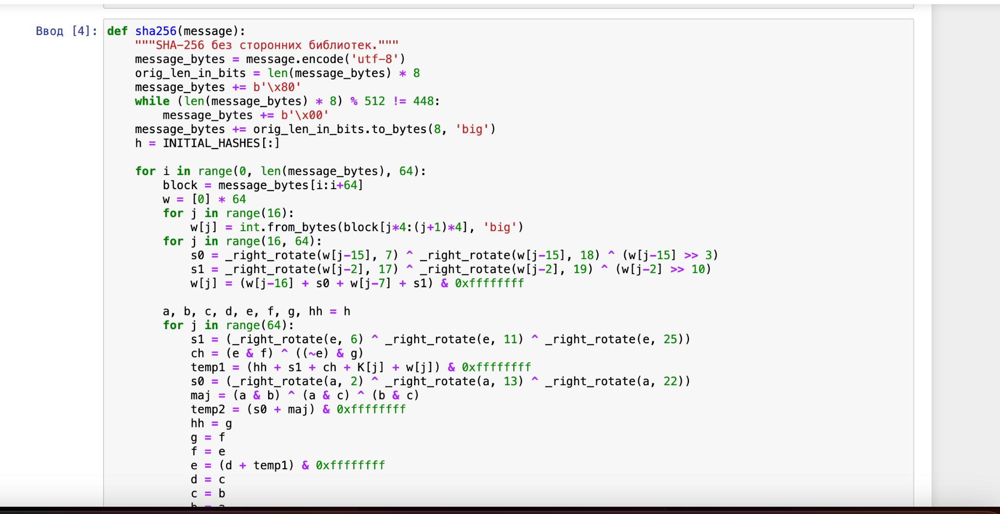 Ввод [4]: def sha256(message):
    """SHA-256 без сторонних библиотек."""
    message_bytes = message.encode('utf-8')
    orig_len_in_bits = len(message_bytes) * 8
    message_bytes += b'\x80'
    while (len(message_bytes) * 8) % 512 != 448:
        message_bytes += b'\x00'
    message_bytes += orig_len_in_bits.to_bytes(8, 'big')
    h = INITIAL_HASHES[:]

    for i in range(0, len(message_bytes), 64):
        block = message_bytes[i:i+64]
        w = [0] * 64
        for j in range(16):
            w[j] = int.from_bytes(block[j*4:(j+1)*4], 'big')
        for j in range(16, 64):
            s0 = _right_rotate(w[j-15], 7) ^ _right_rotate(w[j-15], 18) ^ (w[j-15] >> 3)
            s1 = _right_rotate(w[j-2], 17) ^ _right_rotate(w[j-2], 19) ^ (w[j-2] >> 10)
            w[j] = (w[j-16] + s0 + w[j-7] + s1) & 0xffffffff

        a, b, c, d, e, f, g, hh = h
        for j in range(64):
            s1 = (_right_rotate(e, 6) ^ _right_rotate(e, 11) ^ _right_rotate(e, 25))
            ch = (e & f) ^ ((~e) & g)
            temp1 = (hh + s1 + ch + K[j] + w[j]) & 0xffffffff
            s0 = (_right_rotate(a, 2) ^ _right_rotate(a, 13) ^ _right_rotate(a, 22))
            maj = (a & b) ^ (a & c) ^ (b & c)
            temp2 = (s0 + maj) & 0xffffffff
            hh = g
            g = f
            f = e
            e = (d + temp1) & 0xffffffff
            d = c
            c = b